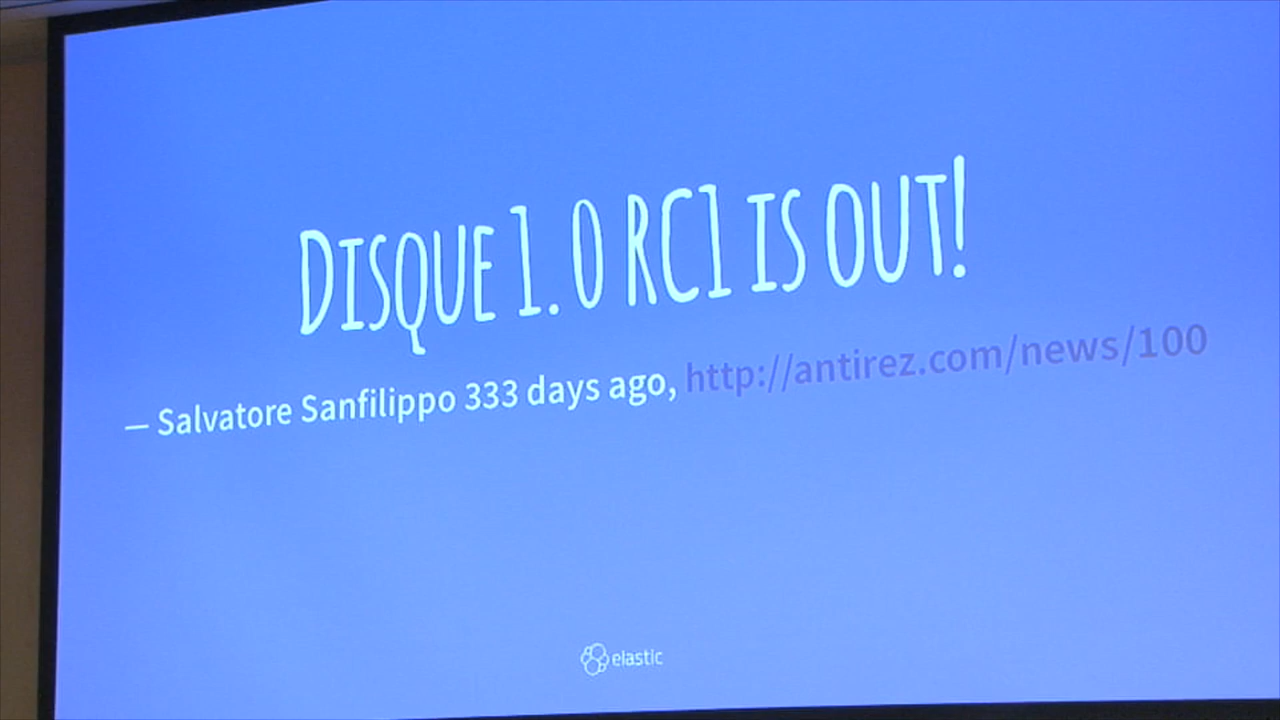 DISQUE 1.0 RC1 IS OUT!
— Salvatore Sanfilippo 333 days ago, http://antirez.com/news/100
elastic